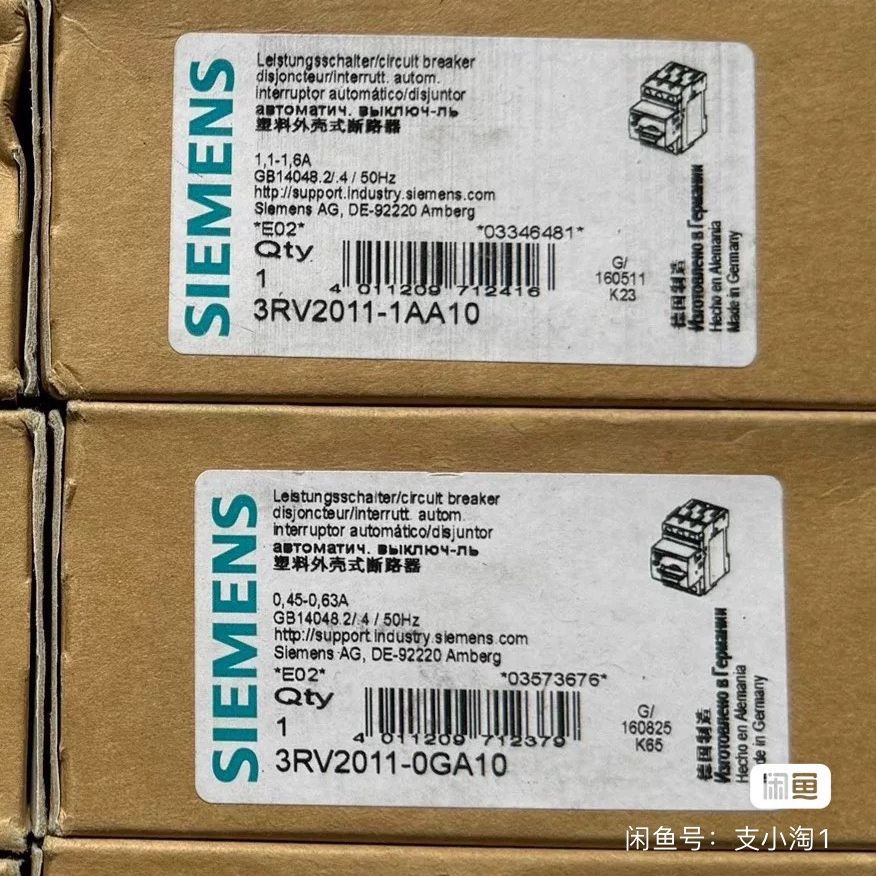 SIEMENS
Leistungsschalter/circuit breaker
disjoncteur/interrutt. autom.
interruptor automático/disjuntor
автоматич. выключ-ль
塑料外壳式断路器
1,1-1,6A
GB14048.2/.4 / 50Hz
http://support.industry.siemens.com
Siemens AG, DE-92220 Amberg
*E02* *03346481*
Qty
1
4 011209 712416
3RV2011-1AA10
G/
160511
K23
德国制造
Изготовлено в Германии
Hecho en Alemania
Made in Germany
SIEMENS
Leistungsschalter/circuit breaker
disjoncteur/interrutt. autom.
interruptor automático/disjuntor
автоматич. выключ-ль
塑料外壳式断路器
0,45-0,63A
GB14048.2/.4 / 50Hz
http://support.industry.siemens.com
Siemens AG, DE-92220 Amberg
*E02* *03573676*
Qty
1
4 011209 712379
3RV2011-0GA10
G/
160825
K65
德国制造
Изготовлено в Германии
Hecho en Alemania
de in Germany
闲鱼
闲鱼号：支小淘1